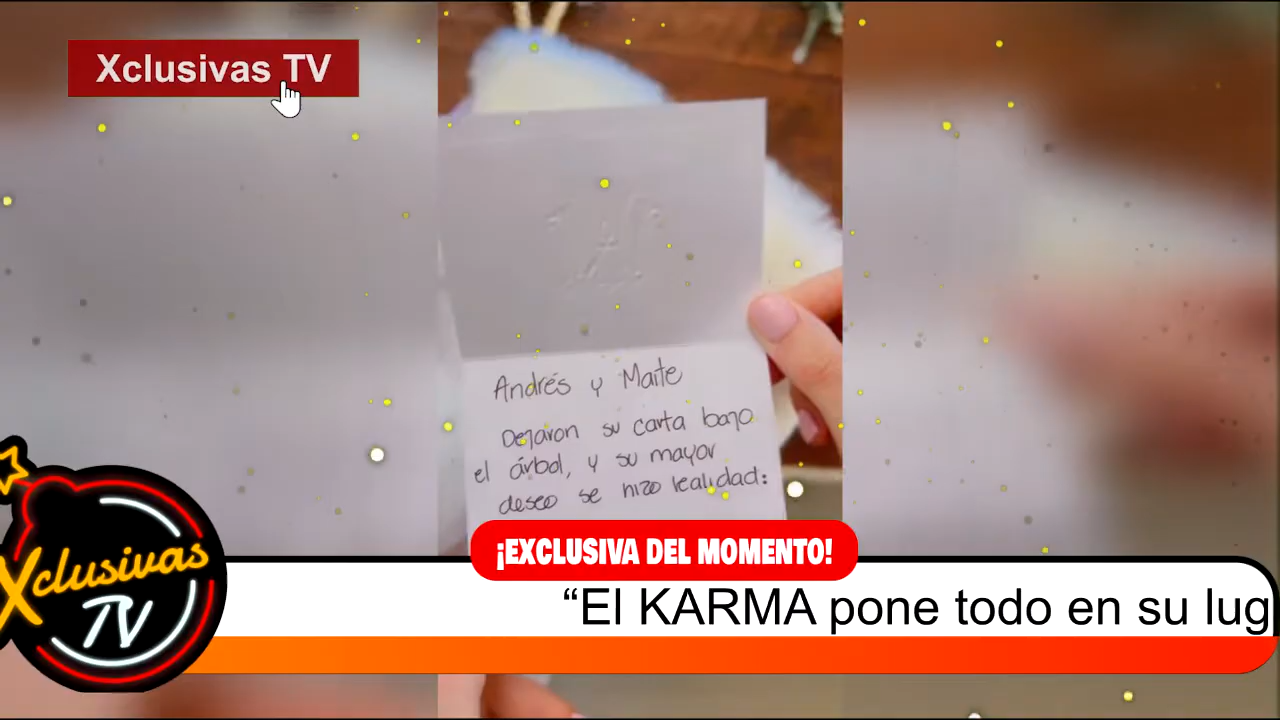 Xclusivas TV
Andrés y Maite
Dejaron su carta bajo
el árbol, y su mayor
deseo se hizo realidad:
¡EXCLUSIVA DEL MOMENTO!
“El KARMA pone todo en su lug
Xclusivas
TV